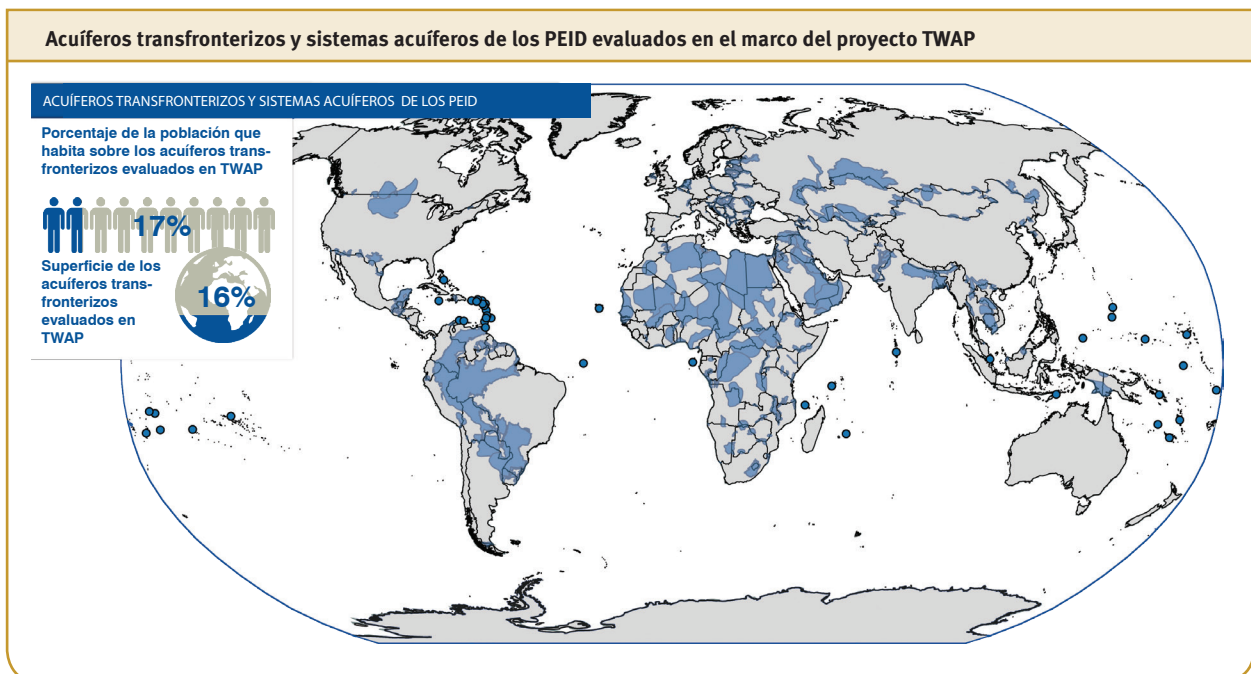 Acuíferos transfronterizos y sistemas acuíferos de los PEID evaluados en el marco del proyecto TWAP
ACUÍFEROS TRANSFRONTERIZOS Y SISTEMAS ACUÍFEROS DE LOS PEID
Porcentaje de la población que
habita sobre los acuíferos trans-
fronterizos evaluados en TWAP
17%
Superficie de los
acuíferos trans-
fronterizos
evaluados en
TWAP
16%